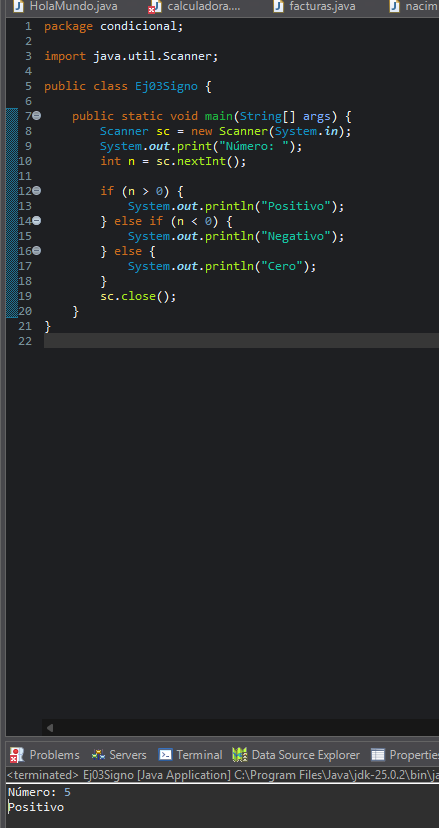 HolaMundo.java calculadora.... facturas.java nacim
1 package condicional;
2
3 import java.util.Scanner;
4
5 public class Ej03Signo {
6
7 public static void main(String[] args) {
8 Scanner sc = new Scanner(System.in);
9 System.out.print("Número: ");
10 int n = sc.nextInt();
11
12 if (n > 0) {
13 System.out.println("Positivo");
14 } else if (n < 0) {
15 System.out.println("Negativo");
16 } else {
17 System.out.println("Cero");
18 }
19 sc.close();
20 }
21 }
22
Problems Servers Terminal Data Source Explorer Propertie
<terminated> Ej03Signo [Java Application] C:\Program Files\Java\jdk-25.0.2\bin\ja
Número: 5
Positivo